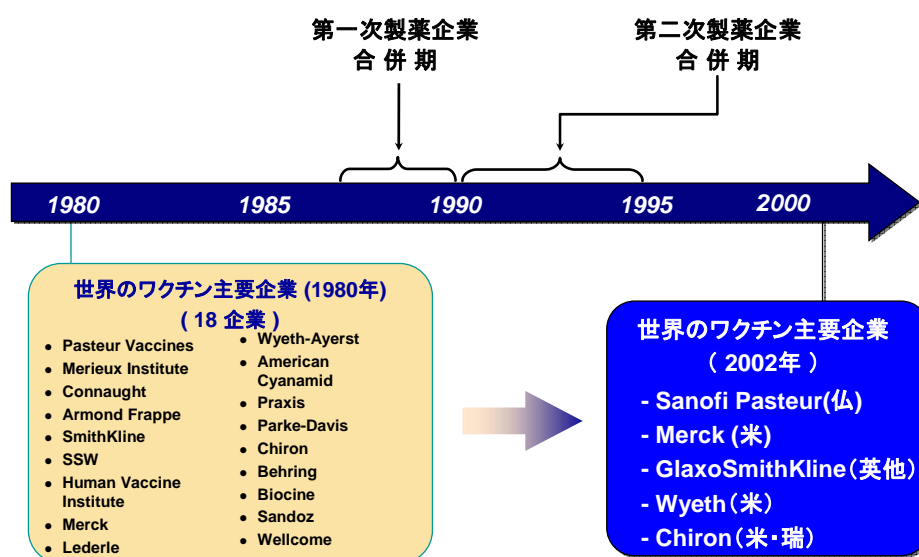 第一次製薬企業
合 併 期
第二次製薬企業
合 併 期
1980
1985
1990
1995
2000
世界のワクチン主要企業 (1980年)
( 18 企業 )
• Pasteur Vaccines
• Merieux Institute
• Connaught
• Armond Frappe
• SmithKline
• SSW
• Human Vaccine
Institute
• Merck
• Lederle
• Wyeth-Ayerst
• American
Cyanamid
• Praxis
• Parke-Davis
• Chiron
• Behring
• Biocine
• Sandoz
• Wellcome
世界のワクチン主要企業
( 2002年 )
- Sanofi Pasteur(仏)
- Merck (米)
- GlaxoSmithKline(英他)
- Wyeth(米)
- Chiron(米・瑞)